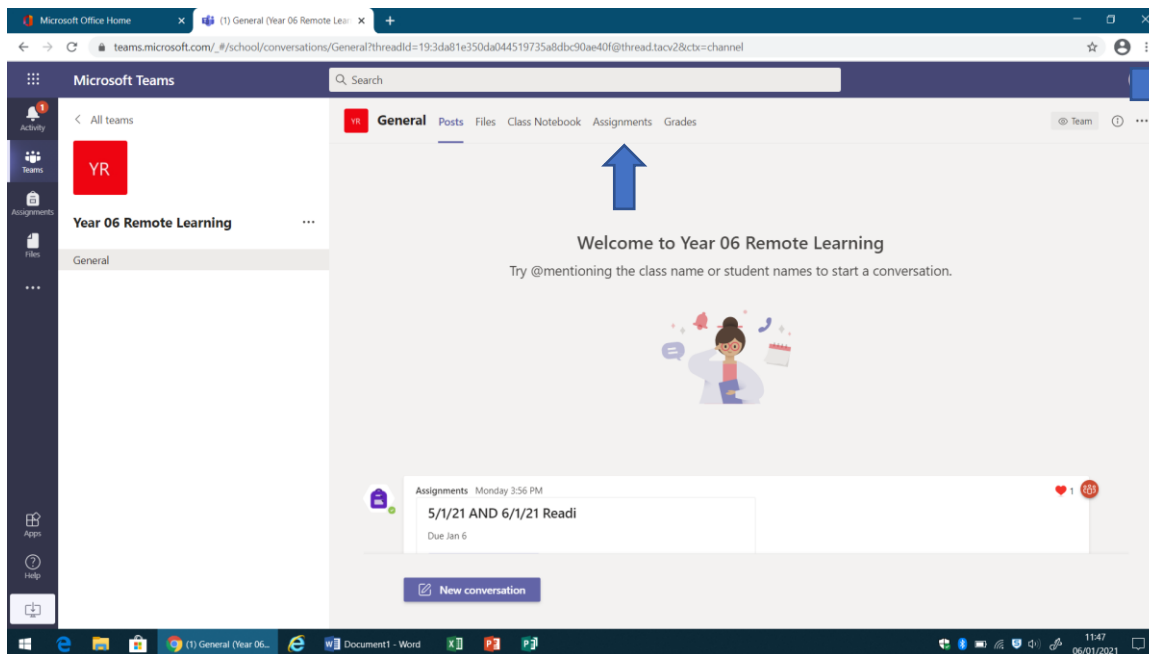 Microsoft Office Home
(1) General (Year 06 Remote Lear
teams.microsoft.com/_#/school/conversations/General?threadId=19:3da81e350da044519735a8dbc90ae40f@thread.tacv2&ctx=channel
Microsoft Teams
Search
Activity
1
Teams
Assignments
Files
Apps
Help
All teams
YR
Year 06 Remote Learning
General
YR General Posts Files Class Notebook Assignments Grades
Team
Welcome to Year 06 Remote Learning
Try @mentioning the class name or student names to start a conversation.
Assignments Monday 3:56 PM
1
5/1/21 AND 6/1/21 Readi
Due Jan 6
New conversation
(1) General (Year 06...
Document1 - Word
11:47
06/01/2021